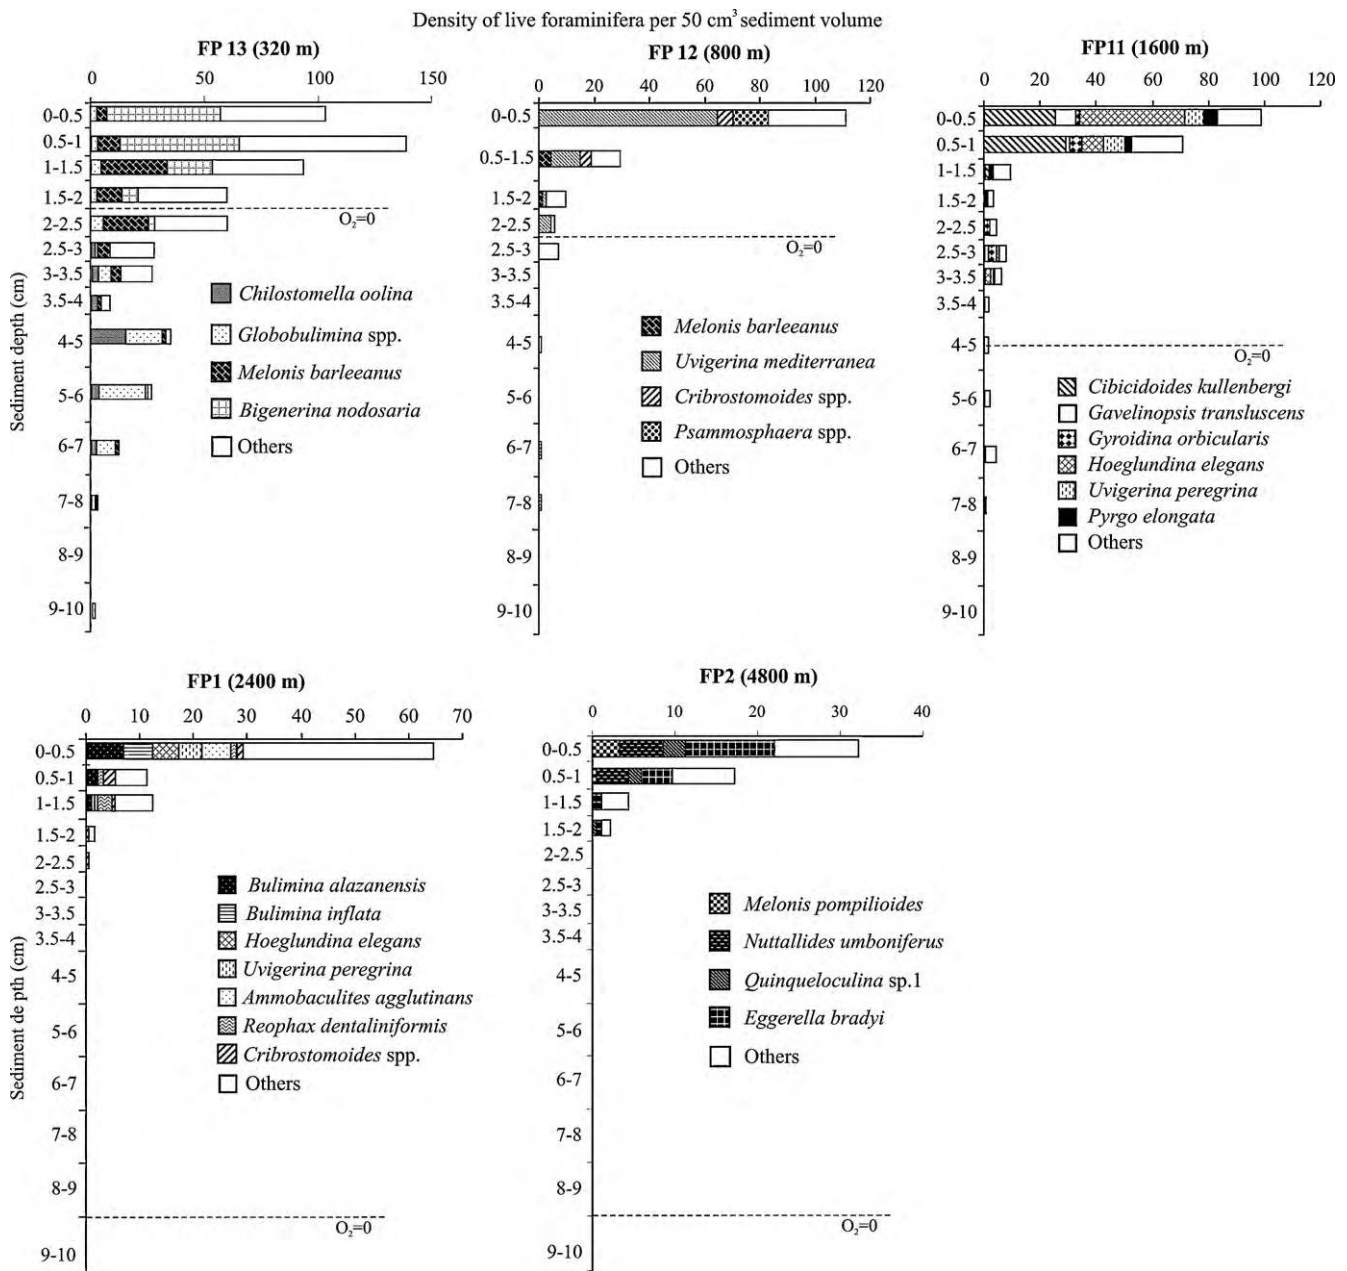 Density of live foraminifera per 50 cm³ sediment volume
FP 13 (320 m)
0 50 100 150
Sediment depth (cm)
0-0.5
0.5-1
1-1.5
1.5-2
O₂=0
2-2.5
2.5-3
3-3.5
3.5-4
4-5
5-6
6-7
7-8
8-9
9-10
Chilostomella oolina
Globobulimina spp.
Melonis barleeanus
Bigenerina nodosaria
Others
FP 12 (800 m)
0 20 40 60 80 100 120
0-0.5
0.5-1.5
1.5-2
2-2.5
O₂=0
2.5-3
3-3.5
3.5-4
4-5
5-6
6-7
7-8
8-9
9-10
Melonis barleeanus
Uvigerina mediterranea
Cribrostomoides spp.
Psammosphaera spp.
Others
FP11 (1600 m)
0 20 40 60 80 100 120
0-0.5
0.5-1
1-1.5
1.5-2
2-2.5
2.5-3
3-3.5
3.5-4
4-5
O₂=0
5-6
6-7
7-8
8-9
9-10
Cibicidoides kullenbergi
Gavelinopsis transluscens
Gyroidina orbicularis
Hoeglundina elegans
Uvigerina peregrina
Pyrgo elongata
Others
FP1 (2400 m)
0 10 20 30 40 50 60 70
Sediment de pth (cm)
0-0.5
0.5-1
1-1.5
1.5-2
2-2.5
2.5-3
3-3.5
3.5-4
4-5
5-6
6-7
7-8
8-9
O₂=0
9-10
Bulimina alazanensis
Bulimina inflata
Hoeglundina elegans
Uvigerina peregrina
Ammobaculites agglutinans
Reophax dentaliniformis
Cribrostomoides spp.
Others
FP2 (4800 m)
0 10 20 30 40
0-0.5
0.5-1
1-1.5
1.5-2
2-2.5
2.5-3
3-3.5
3.5-4
4-5
5-6
6-7
7-8
8-9
O₂=0
9-10
Melonis pompilioides
Nuttallides umboniferus
Quinqueloculina sp.1
Eggerella bradyi
Others